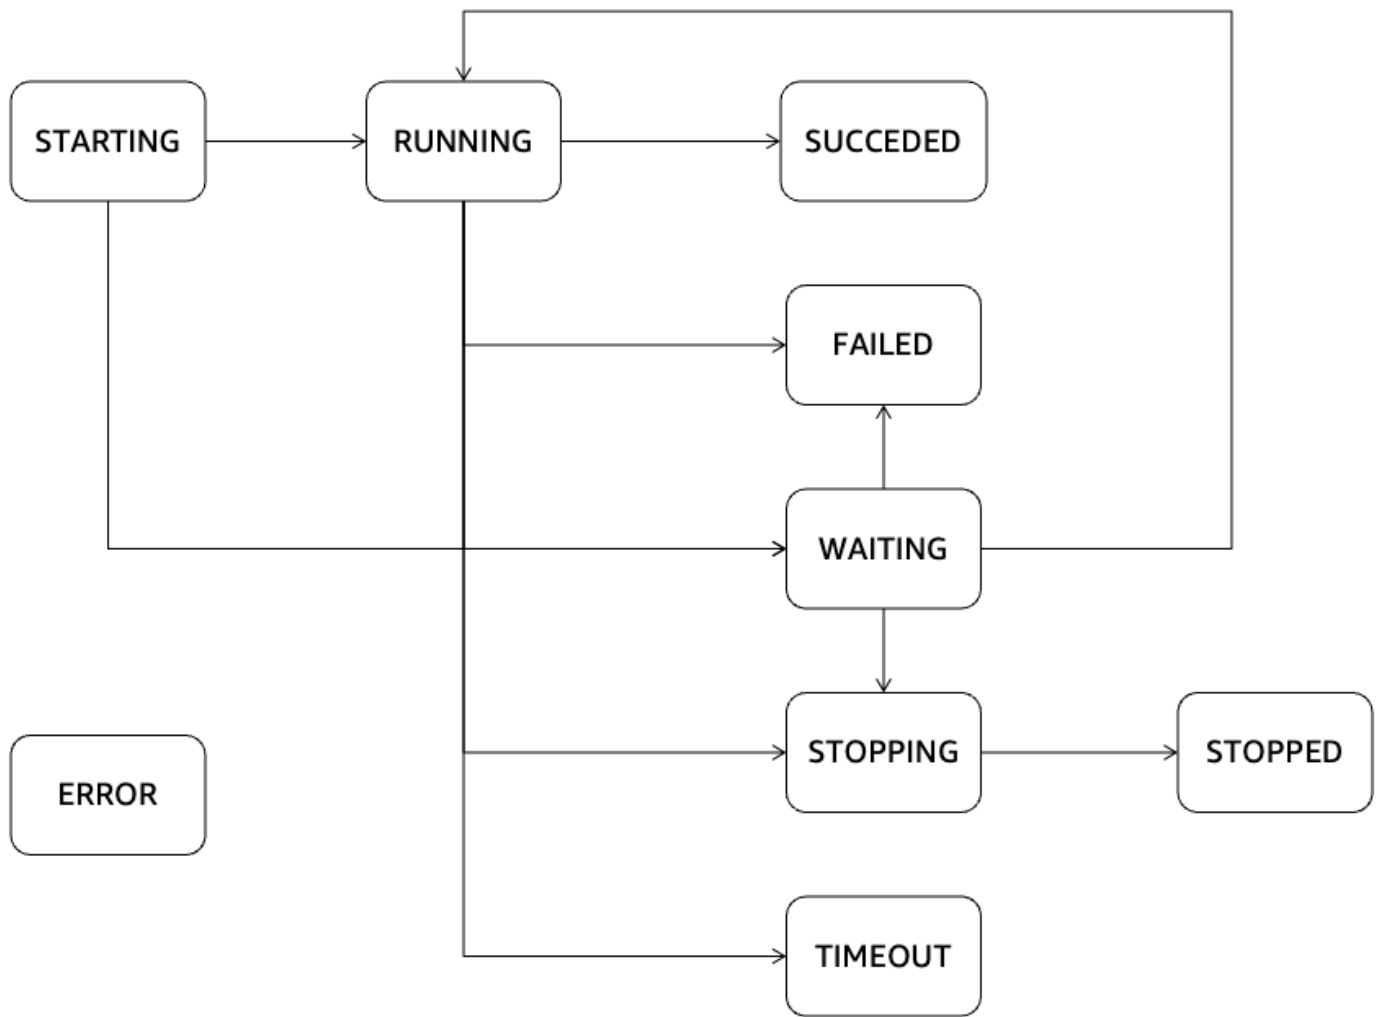 STARTING
RUNNING
SUCCEDED
FAILED
WAITING
STOPPING
STOPPED
ERROR
TIMEOUT